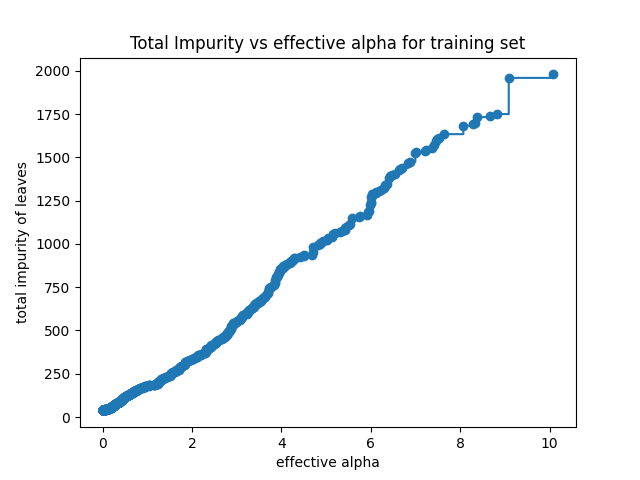 Total Impurity vs effective alpha for training set
2000
1750
1500
1250
1000
750
500
250
0
total impurity of leaves
0 2 4 6 8 10
effective alpha